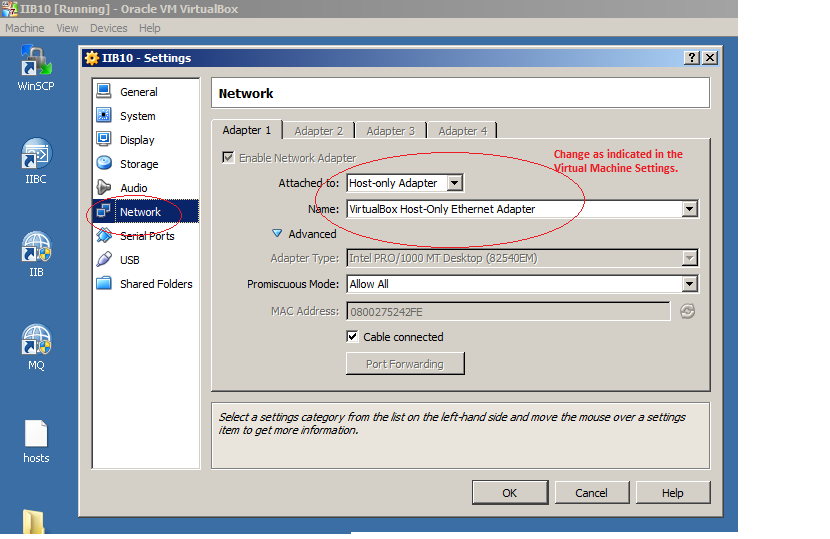 IIB10 [Running] - Oracle VM VirtualBox
Machine View Devices Help
WinSCP
IIBC
IIB
MQ
hosts
IIB10 - Settings
General
System
Display
Storage
Audio
Network
Serial Ports
USB
Shared Folders
Network
Adapter 1 Adapter 2 Adapter 3 Adapter 4
Enable Network Adapter
Change as indicated in the
Virtual Machine Settings.
Attached to: Host-only Adapter
Name: VirtualBox Host-Only Ethernet Adapter
Advanced
Adapter Type: Intel PRO/1000 MT Desktop (82540EM)
Promiscuous Mode: Allow All
MAC Address: 0800275242FE
Cable connected
Port Forwarding
Select a settings category from the list on the left-hand side and move the mouse over a settings
item to get more information.
OK Cancel Help